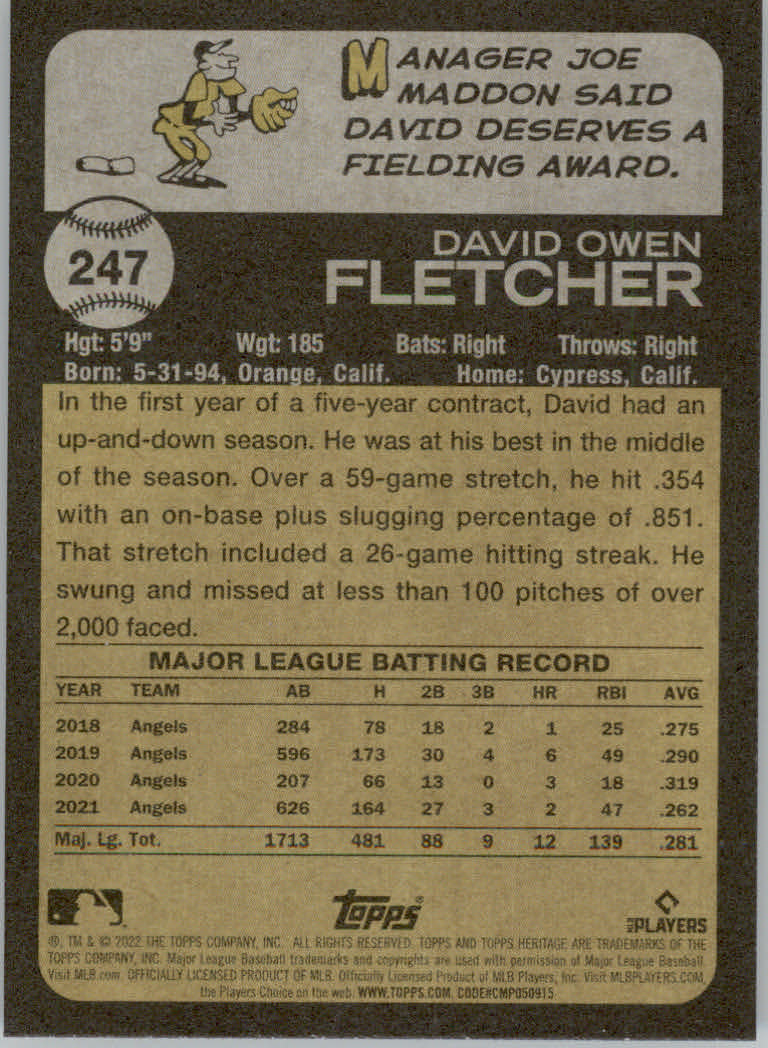 MANAGER JOE
MADDON SAID
DAVID DESERVES A
FIELDING AWARD.
247
DAVID OWEN
FLETCHER
Hgt: 5'9" Wgt: 185 Bats: Right Throws: Right
Born: 5-31-94, Orange, Calif. Home: Cypress, Calif.
In the first year of a five-year contract, David had an
up-and-down season. He was at his best in the middle
of the season. Over a 59-game stretch, he hit .354
with an on-base plus slugging percentage of .851.
That stretch included a 26-game hitting streak. He
swung and missed at less than 100 pitches of over
2,000 faced.
MAJOR LEAGUE BATTING RECORD
YEAR TEAM AB H 2B 3B HR RBI AVG
2018 Angels 284 78 18 2 1 25 .275
2019 Angels 596 173 30 4 6 49 .290
2020 Angels 207 66 13 0 3 18 .319
2021 Angels 626 164 27 3 2 47 .262
Maj. Lg. Tot. 1713 481 88 9 12 139 .281
Topps®
MLB PLAYERS
®, TM & © 2022 THE TOPPS COMPANY, INC. ALL RIGHTS RESERVED. TOPPS AND TOPPS HERITAGE ARE TRADEMARKS OF THE
TOPPS COMPANY, INC. Major League Baseball trademarks and copyrights are used with permission of Major League Baseball.
Visit MLB.com. OFFICIALLY LICENSED PRODUCT OF MLB. Officially Licensed Product of MLB Players, Inc. Visit MLBPLAYERS.COM,
the Players Choice on the web. WWW.TOPPS.COM. CODE#CMP050915